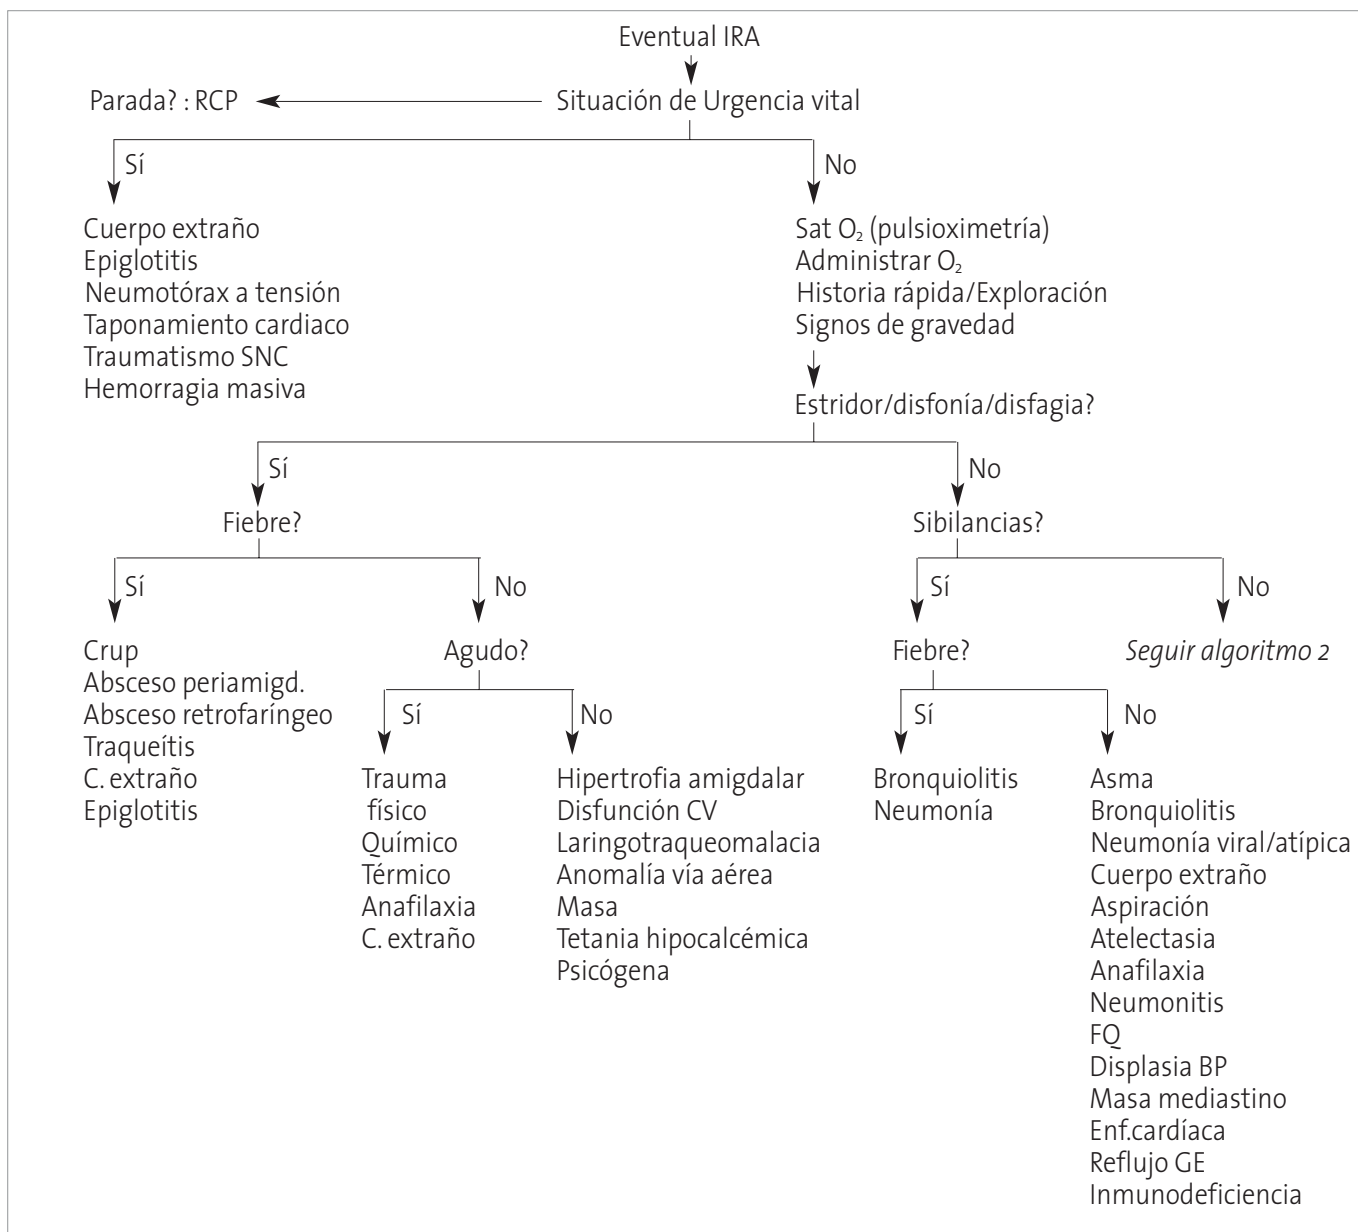 Eventual IRA
Parada? : RCP
Situación de Urgencia vital
Sí
No
Cuerpo extraño
Epiglotitis
Neumotórax a tensión
Taponamiento cardiaco
Traumatismo SNC
Hemorragia masiva
Sat O₂ (pulsioximetría)
Administrar O₂
Historia rápida/Exploración
Signos de gravedad
Estridor/disfonía/disfagia?
Sí
No
Fiebre?
Sibilancias?
Sí
No
Sí
No
Crup
Absceso periamigd.
Absceso retrofaríngeo
Traqueítis
C. extraño
Epiglotitis
Agudo?
Fiebre?
Seguir algoritmo 2
Sí
No
Sí
No
Trauma
físico
Químico
Térmico
Anafilaxia
C. extraño
Hipertrofia amigdalar
Disfunción CV
Laringotraqueomalacia
Anomalía vía aérea
Masa
Tetania hipocalcémica
Psicógena
Bronquiolitis
Neumonía
Asma
Bronquiolitis
Neumonía viral/atípica
Cuerpo extraño
Aspiración
Atelectasia
Anafilaxia
Neumonitis
FQ
Displasia BP
Masa mediastino
Enf.cardíaca
Reflujo GE
Inmunodeficiencia